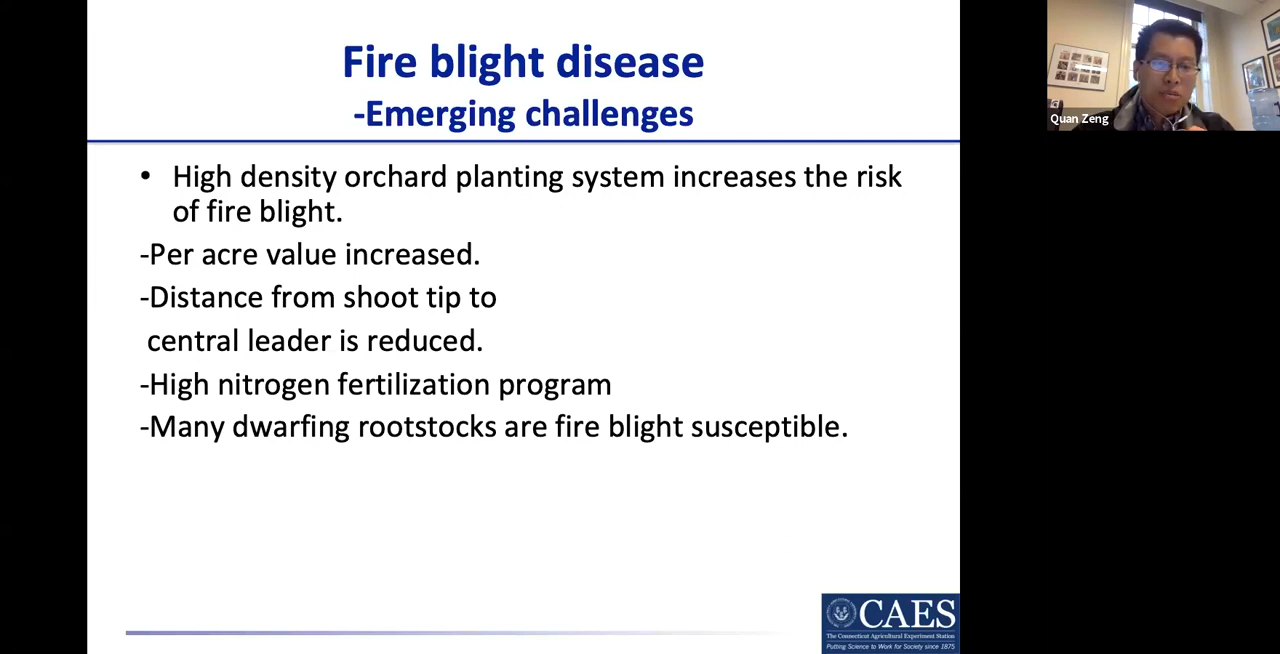 Fire blight disease
-Emerging challenges
• High density orchard planting system increases the risk
of fire blight.
-Per acre value increased.
-Distance from shoot tip to
central leader is reduced.
-High nitrogen fertilization program
-Many dwarfing rootstocks are fire blight susceptible.
Quan Zeng
CAES
The Connecticut Agricultural Experiment Station
Putting Science to Work for Society since 1875